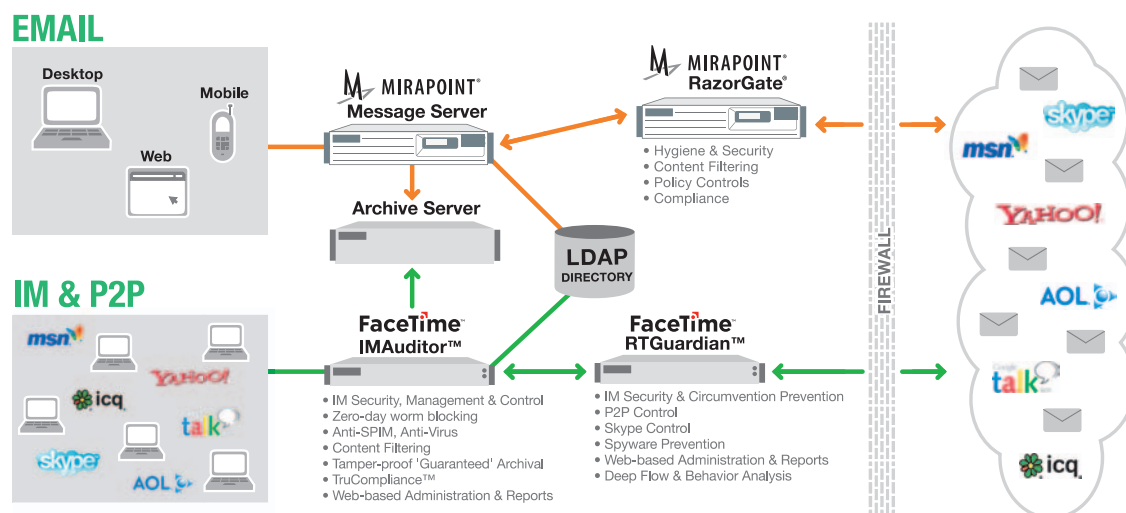 EMAIL
Desktop
Mobile
Web
MIRAPOINT®
Message Server
MIRAPOINT®
RazorGate®
• Hygiene & Security
• Content Filtering
• Policy Controls
• Compliance
Archive Server
LDAP
DIRECTORY
FIREWALL
skype
msn
YAHOO!
AOL
talk
icq
IM & P2P
msn
YAHOO!
icq
talk
skype
AOL
FaceTime™
IMAuditor™
• IM Security, Management & Control
• Zero-day worm blocking
• Anti-SPIM, Anti-Virus
• Content Filtering
• Tamper-proof 'Guaranteed' Archival
• TruCompliance™
• Web-based Administration & Reports
FaceTime™
RTGuardian™
• IM Security & Circumvention Prevention
• P2P Control
• Skype Control
• Spyware Prevention
• Web-based Administration & Reports
• Deep Flow & Behavior Analysis